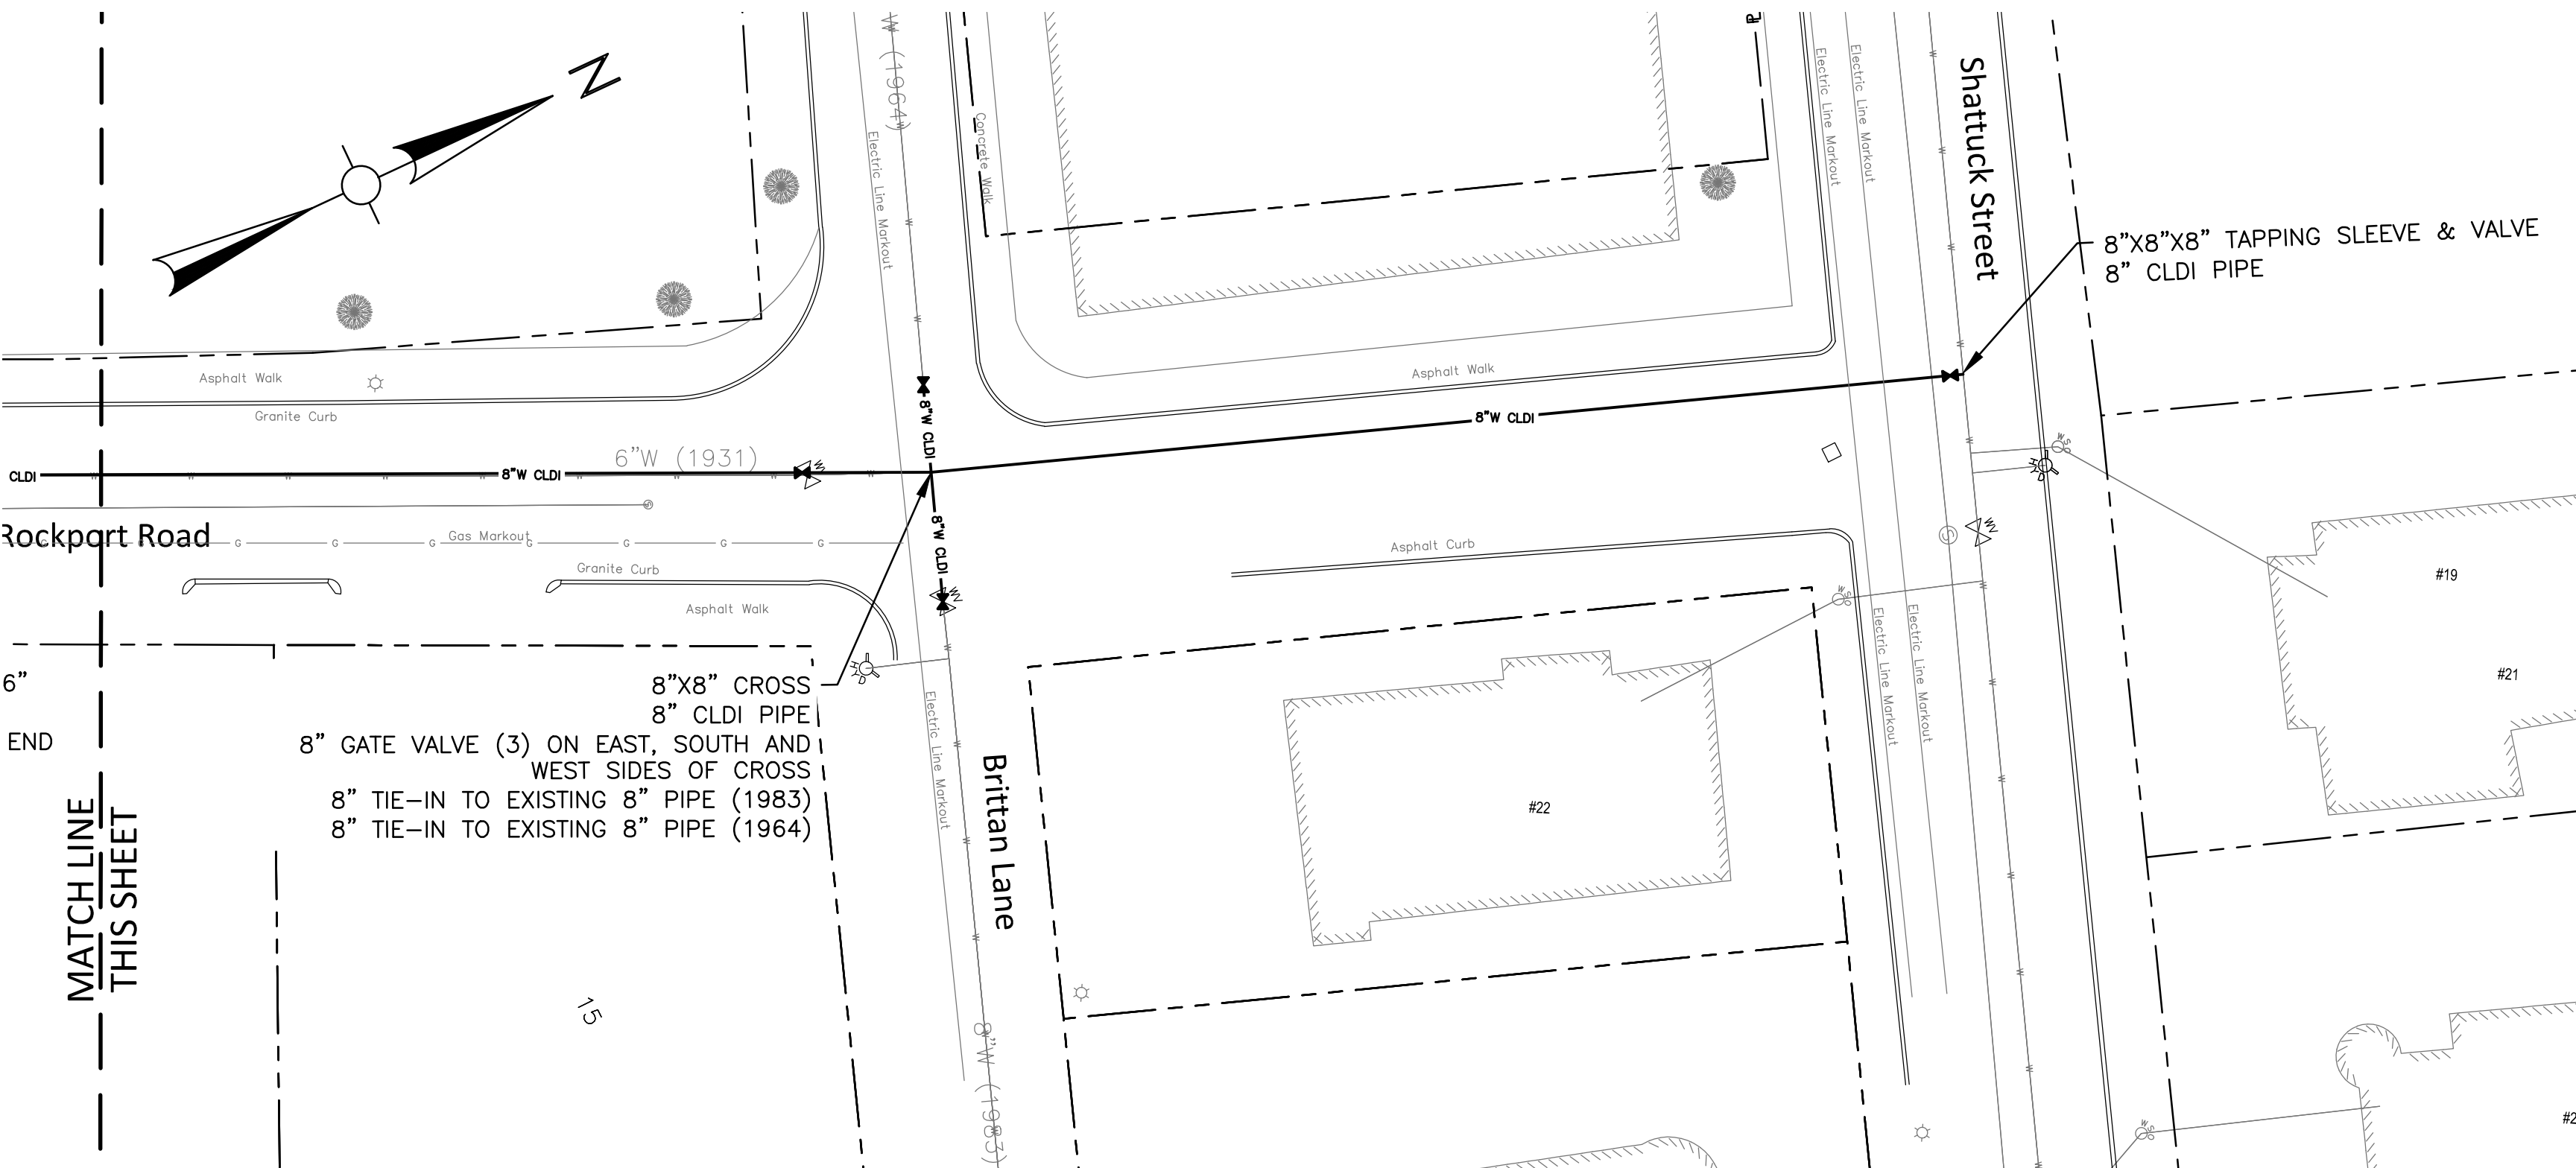 N
W (1964)
Electric Line Markout
Concrete Walk
P
L
Electric Line Markout
Electric Line Markout
Shattuck Street
8"X8"X8" TAPPING SLEEVE & VALVE
8" CLDI PIPE
Asphalt Walk
Granite Curb
8"W CLDI
Asphalt Walk
8"W CLDI
6"W (1931)
CLDI
8"W CLDI
8"W CLDI
Rockport Road
Gas Markout
G G G G G G G
Granite Curb
Asphalt Walk
Asphalt Curb
HYD
HYD
WSO
WSO
WSO
#19
#21
#22
6"
END
8"X8" CROSS
8" CLDI PIPE
8" GATE VALVE (3) ON EAST, SOUTH AND
WEST SIDES OF CROSS
8" TIE-IN TO EXISTING 8" PIPE (1983)
8" TIE-IN TO EXISTING 8" PIPE (1964)
Electric Line Markout
Brittan Lane
Electric Line Markout
Electric Line Markout
MATCH LINE
THIS SHEET
15
8"W (1983)